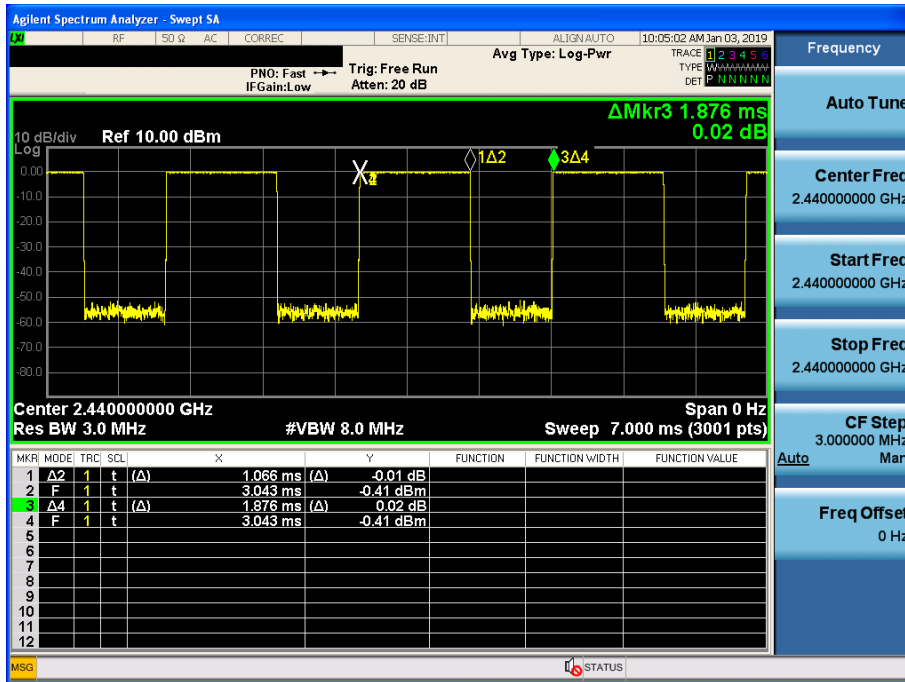 Agilent Spectrum Analyzer - Swept SA
LXI RF 50 Ω AC CORREC SENSE:INT ALIGN AUTO 10:05:02 AM Jan 03, 2019
Avg Type: Log-Pwr TRACE 1 2 3 4 5 6
PNO: Fast Trig: Free Run TYPE WWWWWW
IFGain:Low Atten: 20 dB DET P N N N N N
Frequency
Auto Tune
Center Freq
2.440000000 GHz
Start Freq
2.440000000 GHz
Stop Freq
2.440000000 GHz
CF Step
3.000000 MHz
Auto Man
Freq Offset
0 Hz
ΔMkr3 1.876 ms
0.02 dB
10 dB/div Ref 10.00 dBm
Log
1Δ2 3Δ4
0.00
-10.0
-20.0
-30.0
-40.0
-50.0
-60.0
-70.0
-80.0
Center 2.440000000 GHz Span 0 Hz
Res BW 3.0 MHz #VBW 8.0 MHz Sweep 7.000 ms (3001 pts)
MKR MODE TRC SCL X Y FUNCTION FUNCTION WIDTH FUNCTION VALUE
1 Δ2 1 t (Δ) 1.066 ms (Δ) -0.01 dB
2 F 1 t 3.043 ms -0.41 dBm
3 Δ4 1 t (Δ) 1.876 ms (Δ) 0.02 dB
4 F 1 t 3.043 ms -0.41 dBm
5
6
7
8
9
10
11
12
MSG STATUS